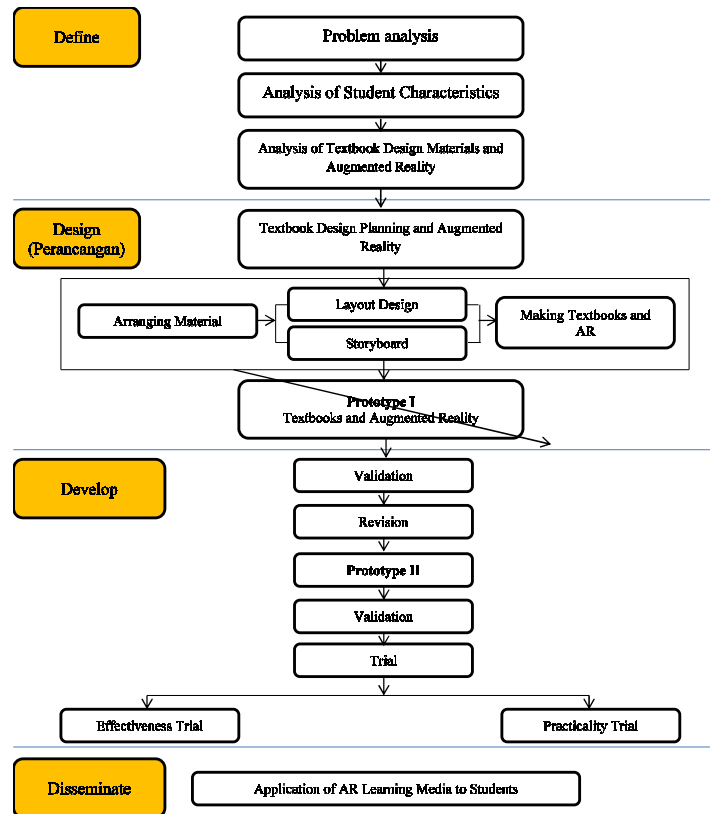 Define
Problem analysis
Analysis of Student Characteristics
Analysis of Textbook Design Materials and
Augmented Reality
Design
(Perancangan)
Textbook Design Planning and Augmented
Reality
Arranging Material
Layout Design
Storyboard
Making Textbooks and
AR
Prototype I
Textbooks and Augmented Reality
Develop
Validation
Revision
Prototype II
Validation
Trial
Effectiveness Trial
Practicality Trial
Disseminate
Application of AR Learning Media to Students